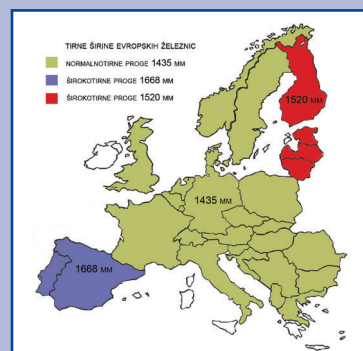 TIRNE ŠIRINE EVROPSKIH ŽELEZNIC
NORMALNOTIRNE PROGE 1435 MM
ŠIROKOTIRNE PROGE 1668 MM
ŠIROKOTIRNE PROGE 1520 MM
1520 MM
1435 MM
1668 MM